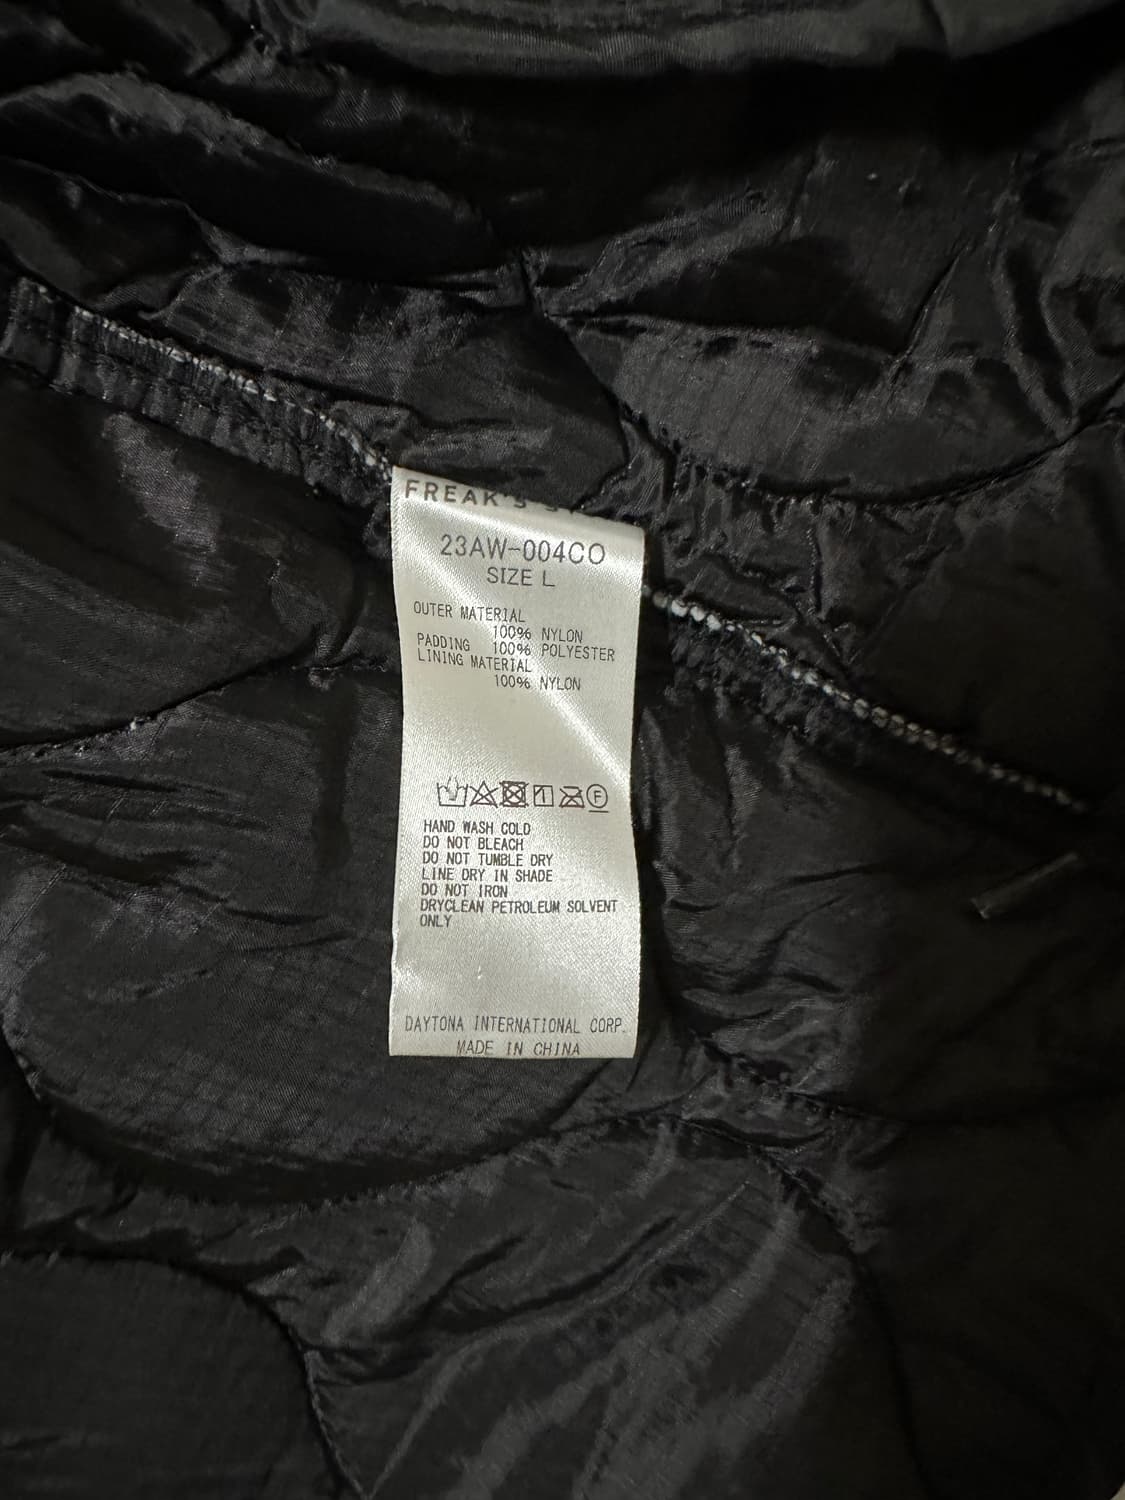 FREAK'S
23AW-004CO
SIZE L
OUTER MATERIAL
100% NYLON
PADDING 100% POLYESTER
LINING MATERIAL
100% NYLON
1 F
HAND WASH COLD
DO NOT BLEACH
DO NOT TUMBLE DRY
LINE DRY IN SHADE
DO NOT IRON
DRYCLEAN PETROLEUM SOLVENT
ONLY
DAYTONA INTERNATIONAL CORP.
MADE IN CHINA